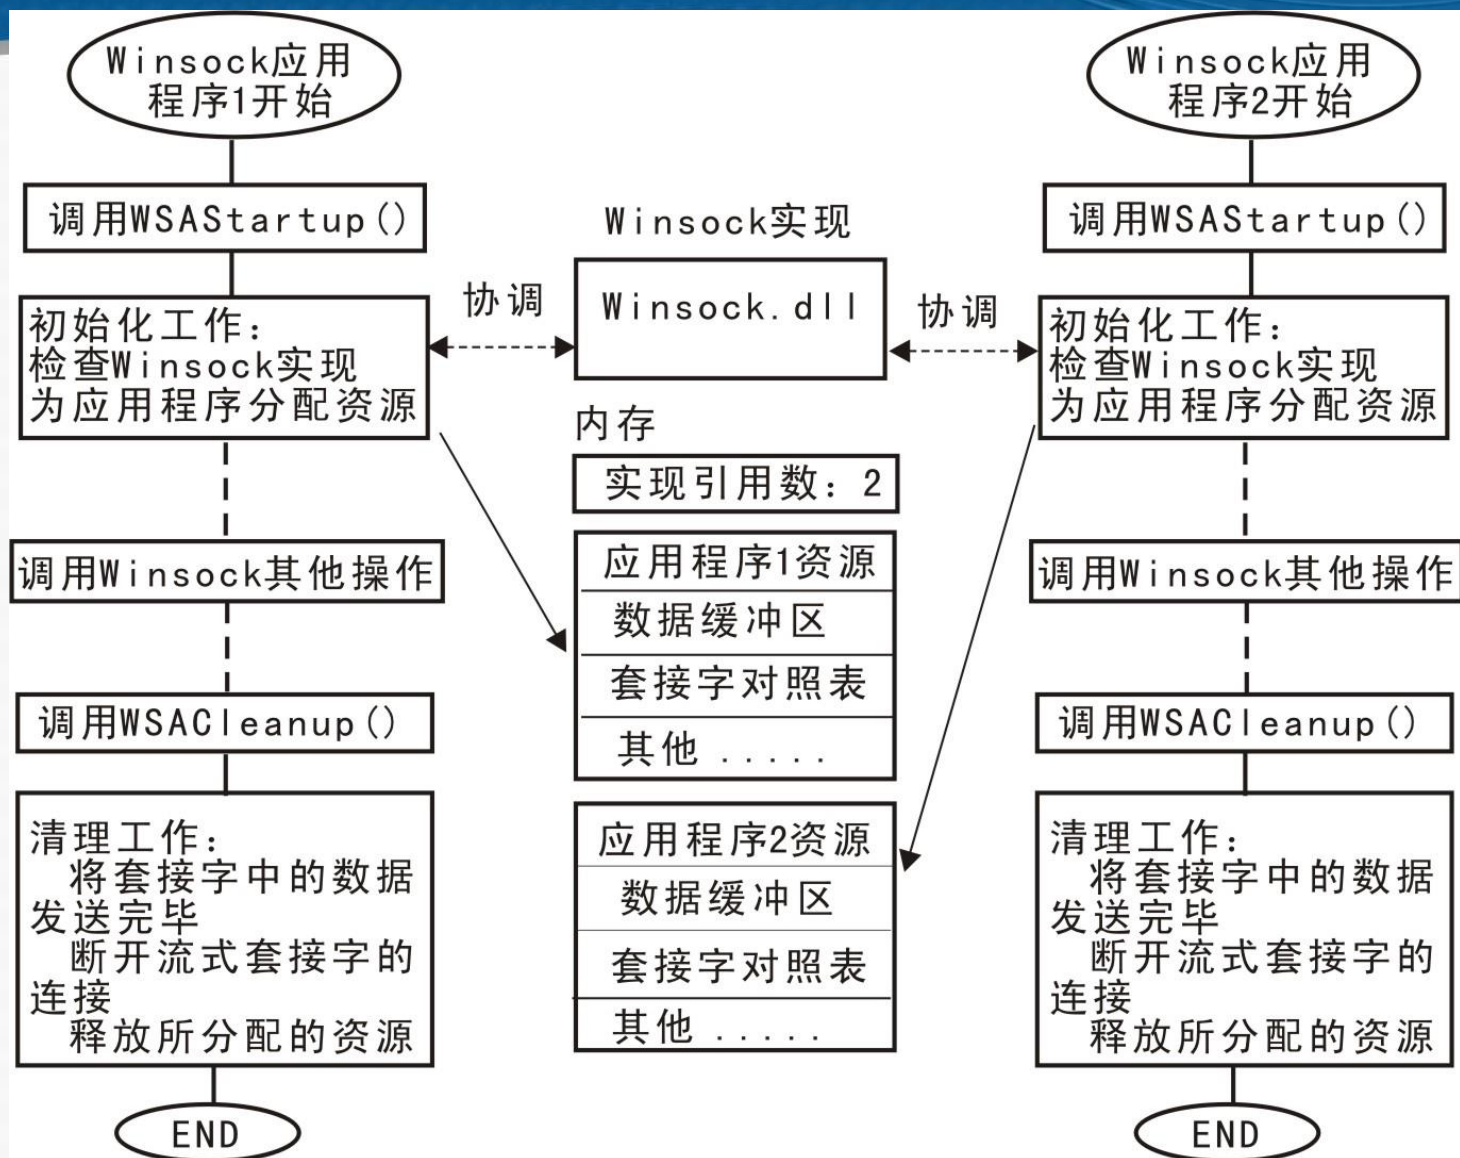 Winsock应用
程序1开始
调用WSAStartup()
初始化工作:
检查Winsock实现
为应用程序分配资源
调用Winsock其他操作
调用WSACleanup()
清理工作:
将套接字中的数据
发送完毕
断开流式套接字的
连接
释放所分配的资源
END
Winsock实现
协调
Winsock.dll
协调
内存
实现引用数: 2
应用程序1资源
数据缓冲区
套接字对照表
其他 .....
应用程序2资源
数据缓冲区
套接字对照表
其他 .....
Winsock应用
程序2开始
调用WSAStartup()
初始化工作:
检查Winsock实现
为应用程序分配资源
调用Winsock其他操作
调用WSACleanup()
清理工作:
将套接字中的数据
发送完毕
断开流式套接字的
连接
释放所分配的资源
END